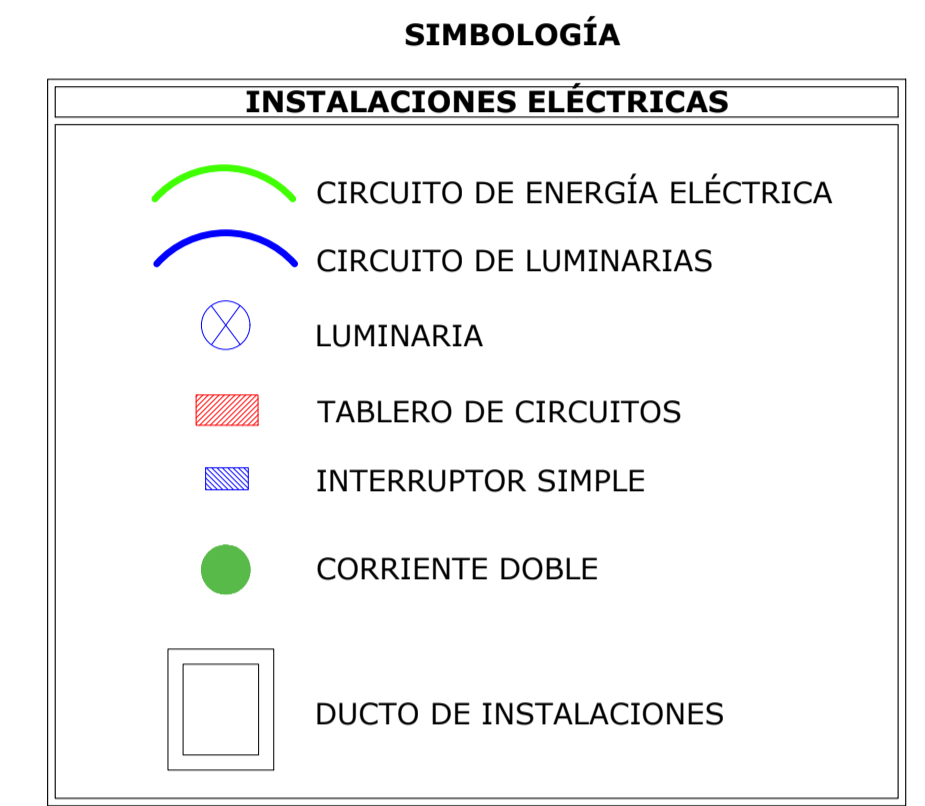 SIMBOLOGÍA
INSTALACIONES ELÉCTRICAS
CIRCUITO DE ENERGÍA ELÉCTRICA
CIRCUITO DE LUMINARIAS
LUMINARIA
TABLERO DE CIRCUITOS
INTERRUPTOR SIMPLE
CORRIENTE DOBLE
DUCTO DE INSTALACIONES